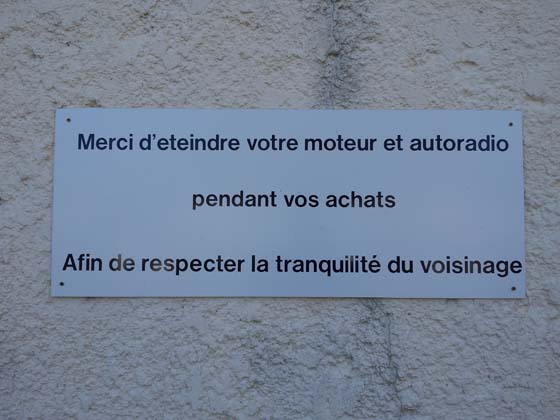 Merci d'eteindre votre moteur et autoradio
pendant vos achats
Afin de respecter la tranquilité du voisinage